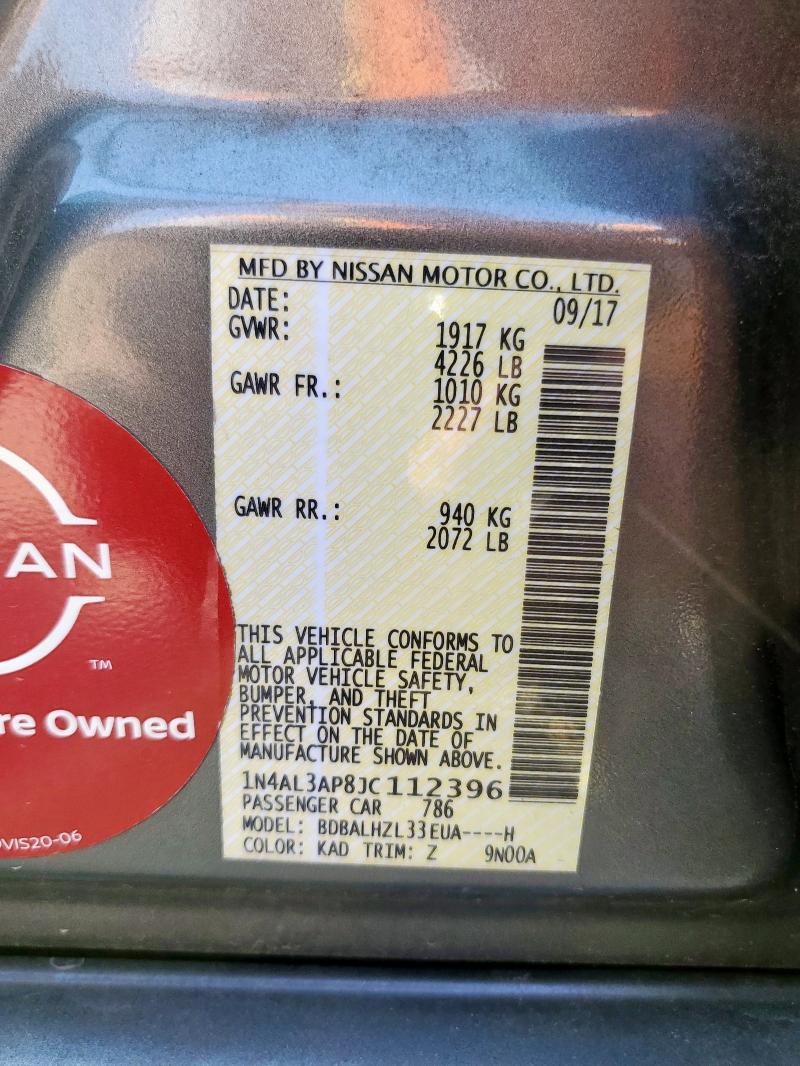 MFD BY NISSAN MOTOR CO., LTD.
DATE: 09/17
GVWR: 1917 KG
4226 LB
GAWR FR.: 1010 KG
2227 LB
GAWR RR.: 940 KG
2072 LB
THIS VEHICLE CONFORMS TO
ALL APPLICABLE FEDERAL
MOTOR VEHICLE SAFETY,
BUMPER, AND THEFT
PREVENTION STANDARDS IN
EFFECT ON THE DATE OF
MANUFACTURE SHOWN ABOVE.
1N4AL3AP8JC112396
PASSENGER CAR 786
MODEL: BDBALHZL33EUA----H
COLOR: KAD TRIM: Z 9N00A
AN
TM
re Owned
VIS20-06